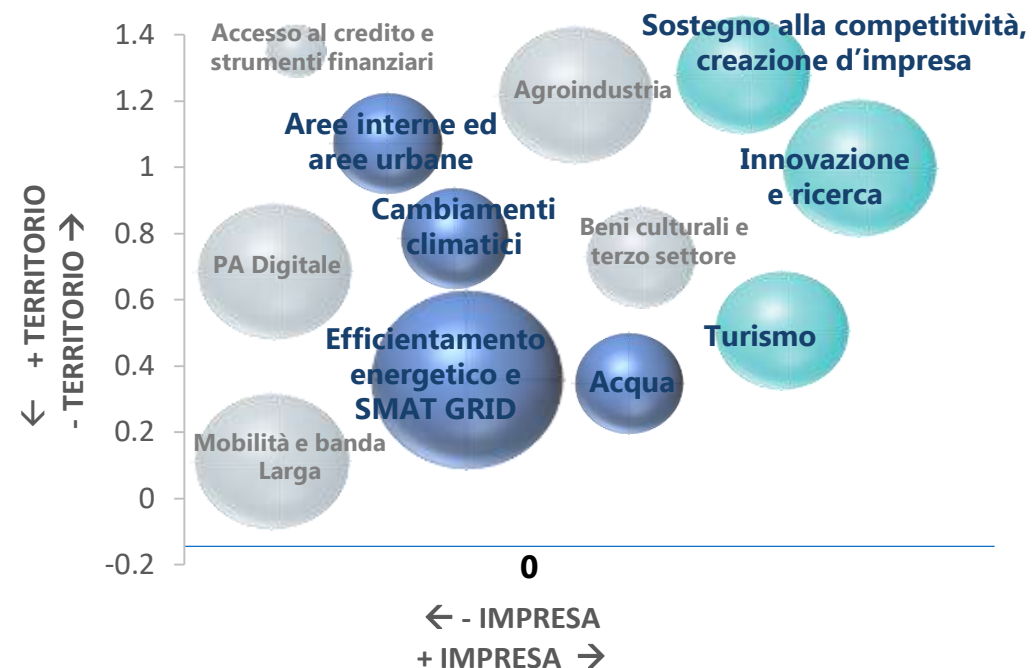 Accesso al credito e
strumenti finanziari
Sostegno alla competitività,
creazione d'impresa
Agroindustria
Aree interne ed
aree urbane
Innovazione
e ricerca
Cambiamenti
climatici
Beni culturali e
terzo settore
PA Digitale
Efficientamento
energetico e
SMAT GRID
Acqua
Turismo
Mobilità e banda
Larga
1.4
1.2
1
0.8
0.6
0.4
0.2
0
-0.2
0
← + TERRITORIO
- TERRITORIO →
← - IMPRESA
+ IMPRESA →